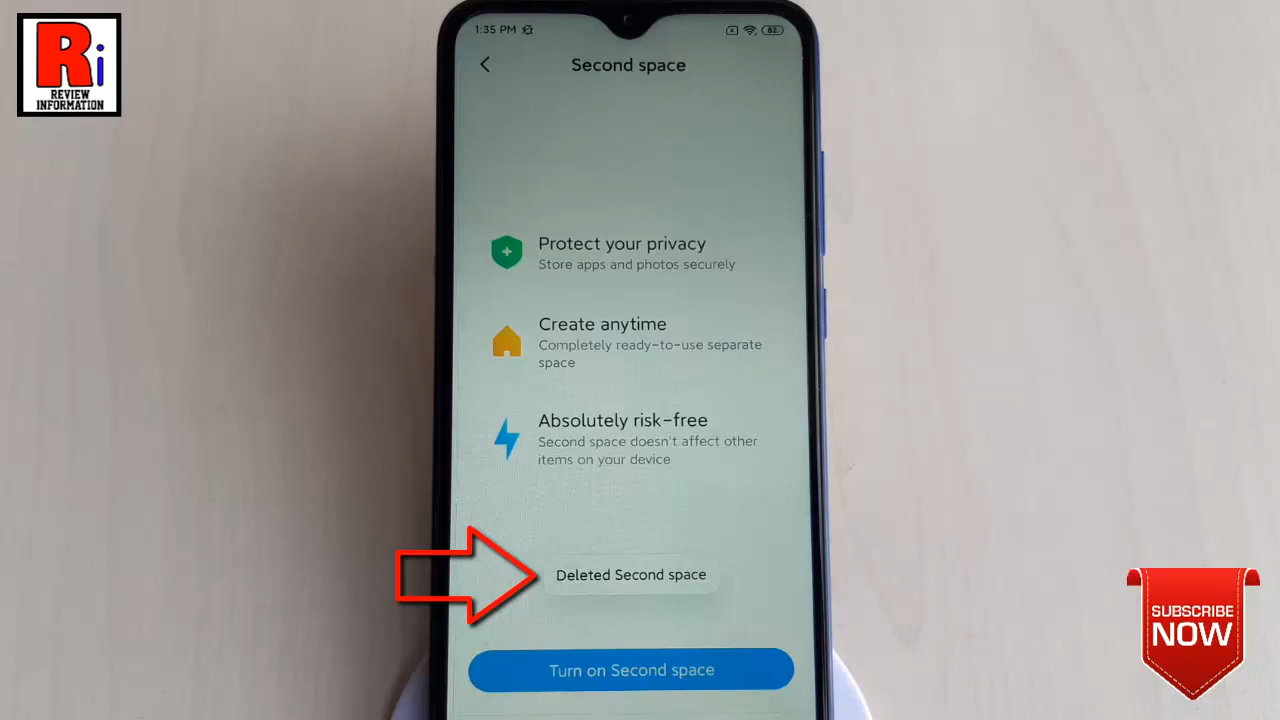 Ri
REVIEW
INFORMATION
1:35 PM
82
Second space
Protect your privacy
Store apps and photos securely
Create anytime
Completely ready-to-use separate
space
Absolutely risk-free
Second space doesn't affect other
items on your device
Deleted Second space
Turn on Second space
SUBSCRIBE
NOW